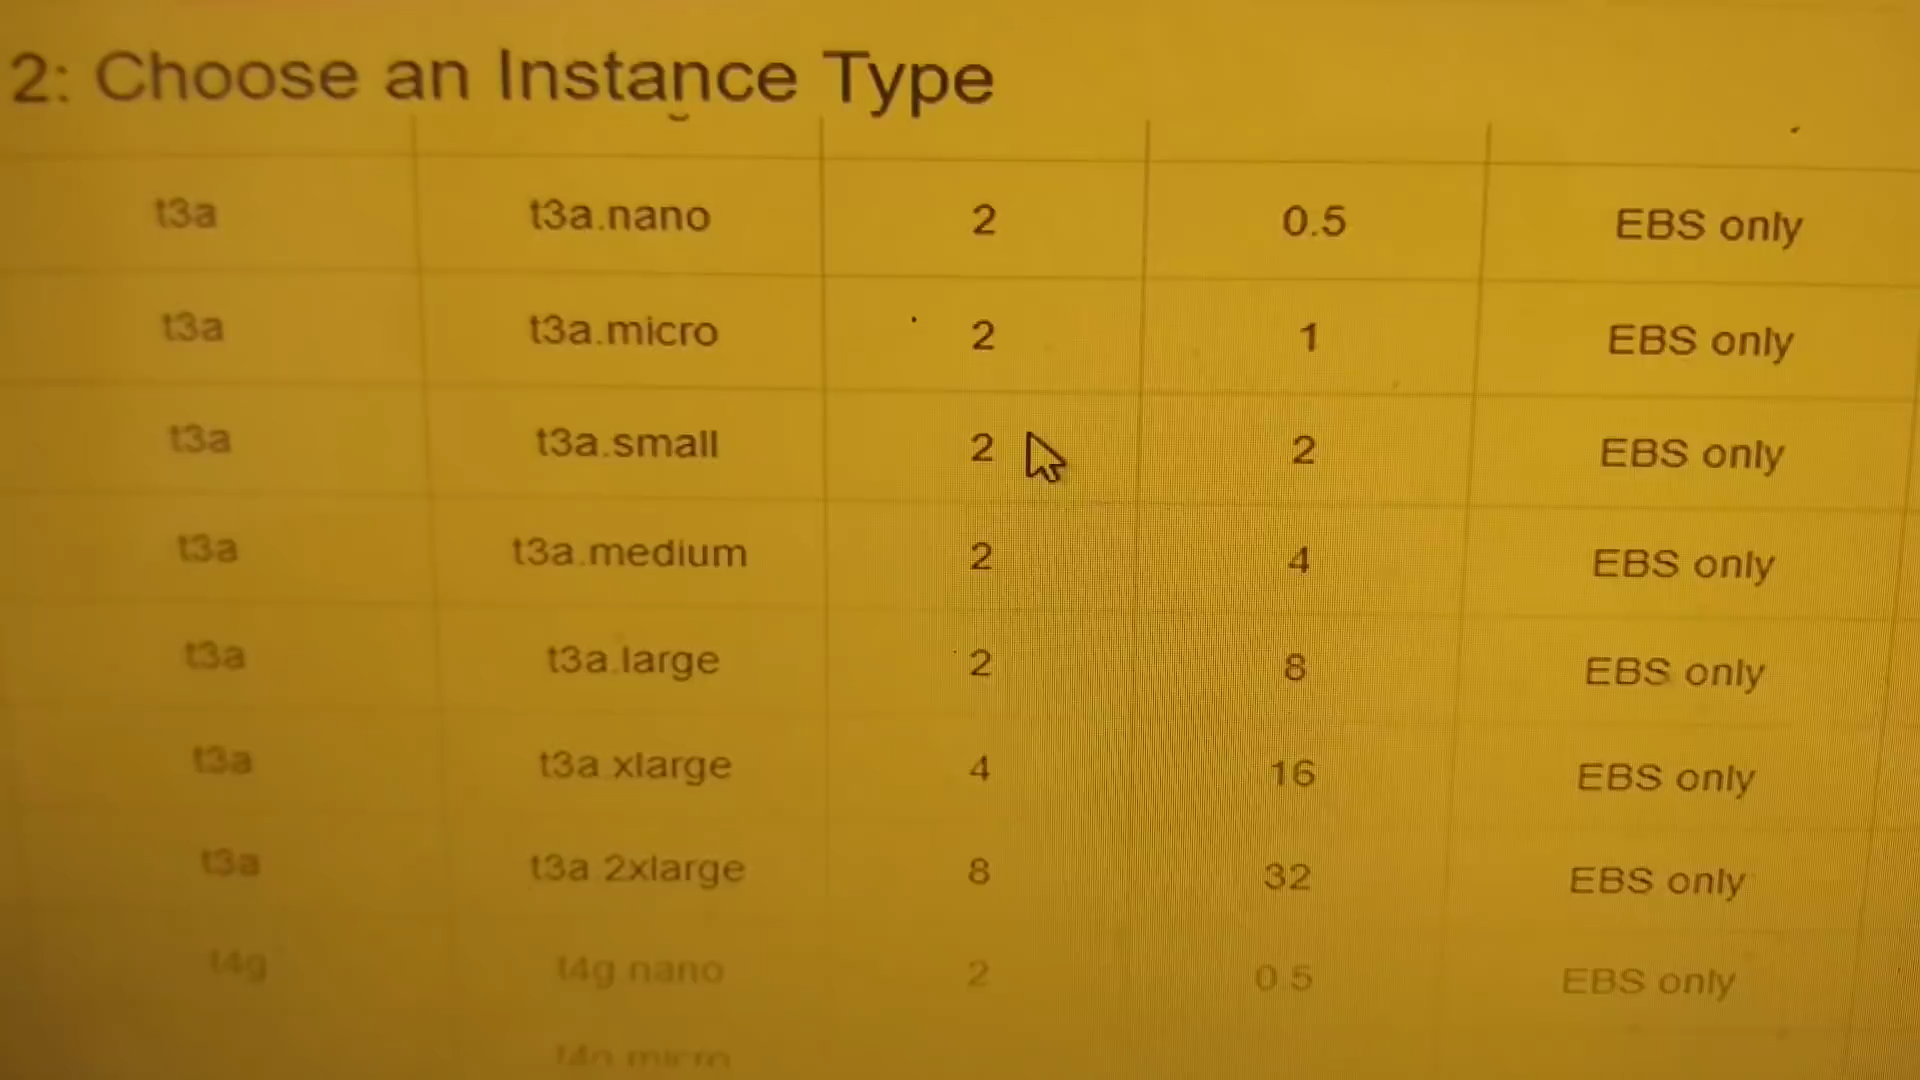 2: Choose an Instance Type
t3a t3a.nano 2 0.5 EBS only
t3a t3a.micro 2 1 EBS only
t3a t3a.small 2 2 EBS only
t3a t3a.medium 2 4 EBS only
t3a t3a.large 2 8 EBS only
t3a t3a.xlarge 4 16 EBS only
t3a t3a.2xlarge 8 32 EBS only
t4g t4g.nano 2 0.5 EBS only
t4g.micro